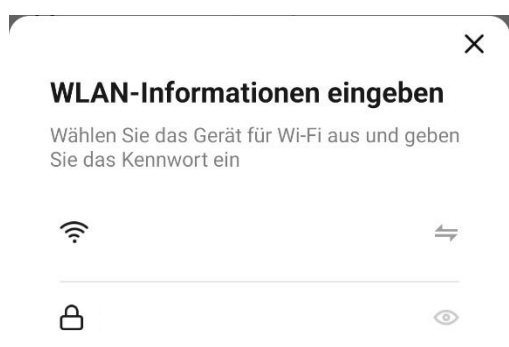 WLAN-Informationen eingeben
Wählen Sie das Gerät für Wi-Fi aus und geben
Sie das Kennwort ein